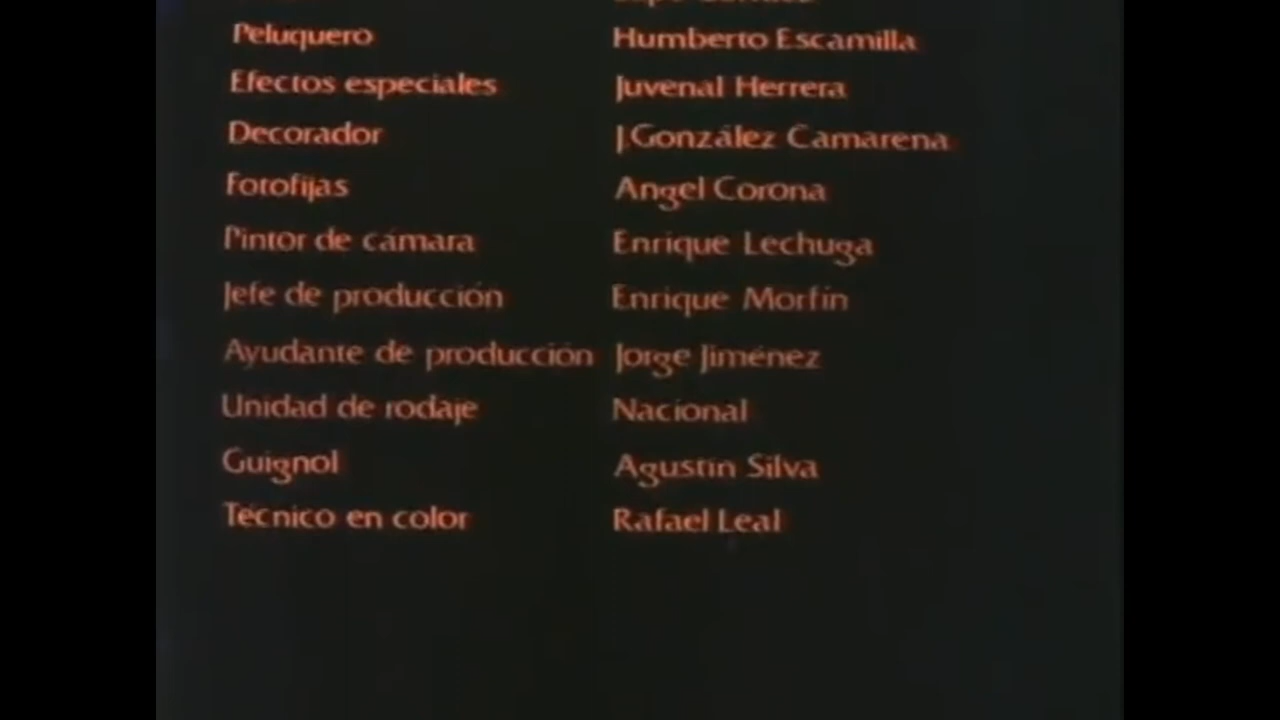 Peluquero Humberto Escamilla
Efectos especiales Juvenal Herrera
Decorador J.González Camarena
Fotofijas Angel Corona
Pintor de cámara Enrique Lechuga
Jefe de producción Enrique Morfín
Ayudante de producción Jorge Jiménez
Unidad de rodaje Nacional
Guignol Agustín Silva
Técnico en color Rafael Leal